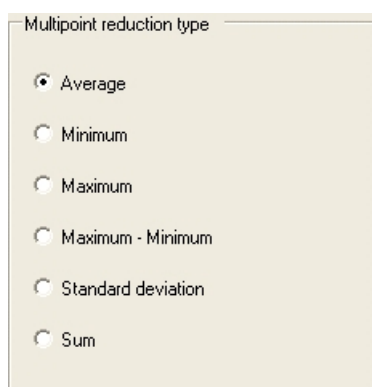 Multipoint reduction type
Average
Minimum
Maximum
Maximum - Minimum
Standard deviation
Sum